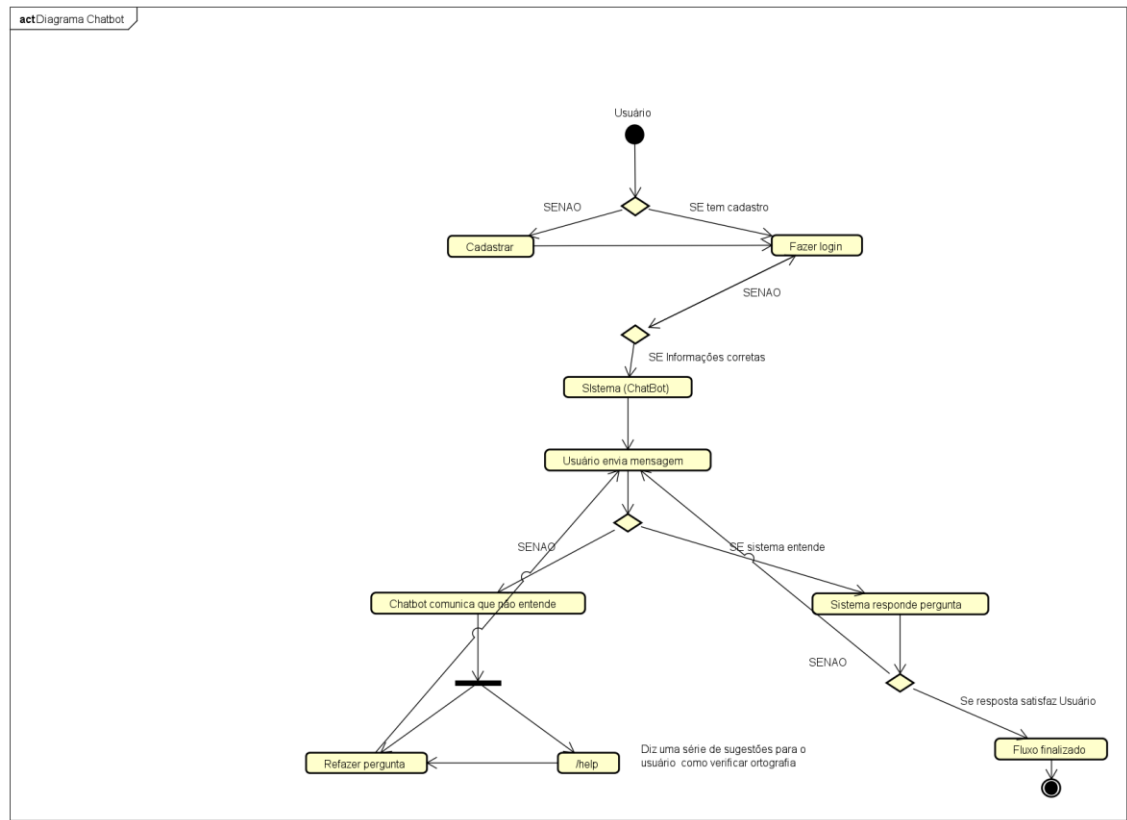 act Diagrama Chatbot
Usuário
SENAO
SE tem cadastro
Cadastrar
Fazer login
SENAO
SE Informações corretas
SIstema (ChatBot)
Usuário envia mensagem
SENAO
SE sistema entende
Chatbot comunica que não entende
Sistema responde pergunta
SENAO
Se resposta satisfaz Usuário
Refazer pergunta
/help
Diz uma série de sugestões para o
usuário como verificar ortografia
Fluxo finalizado